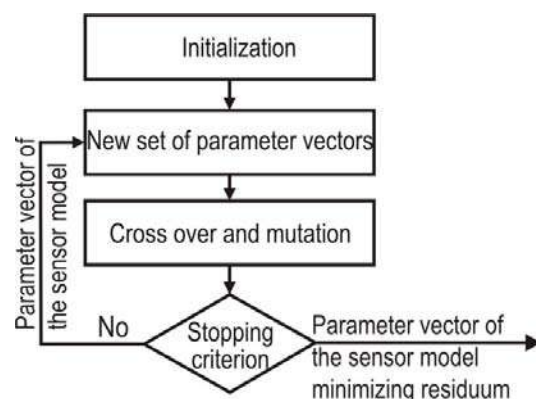 Initialization
New set of parameter vectors
Cross over and mutation
Parameter vector of
the sensor model
No
Stopping
criterion
Parameter vector of
the sensor model
minimizing residuum